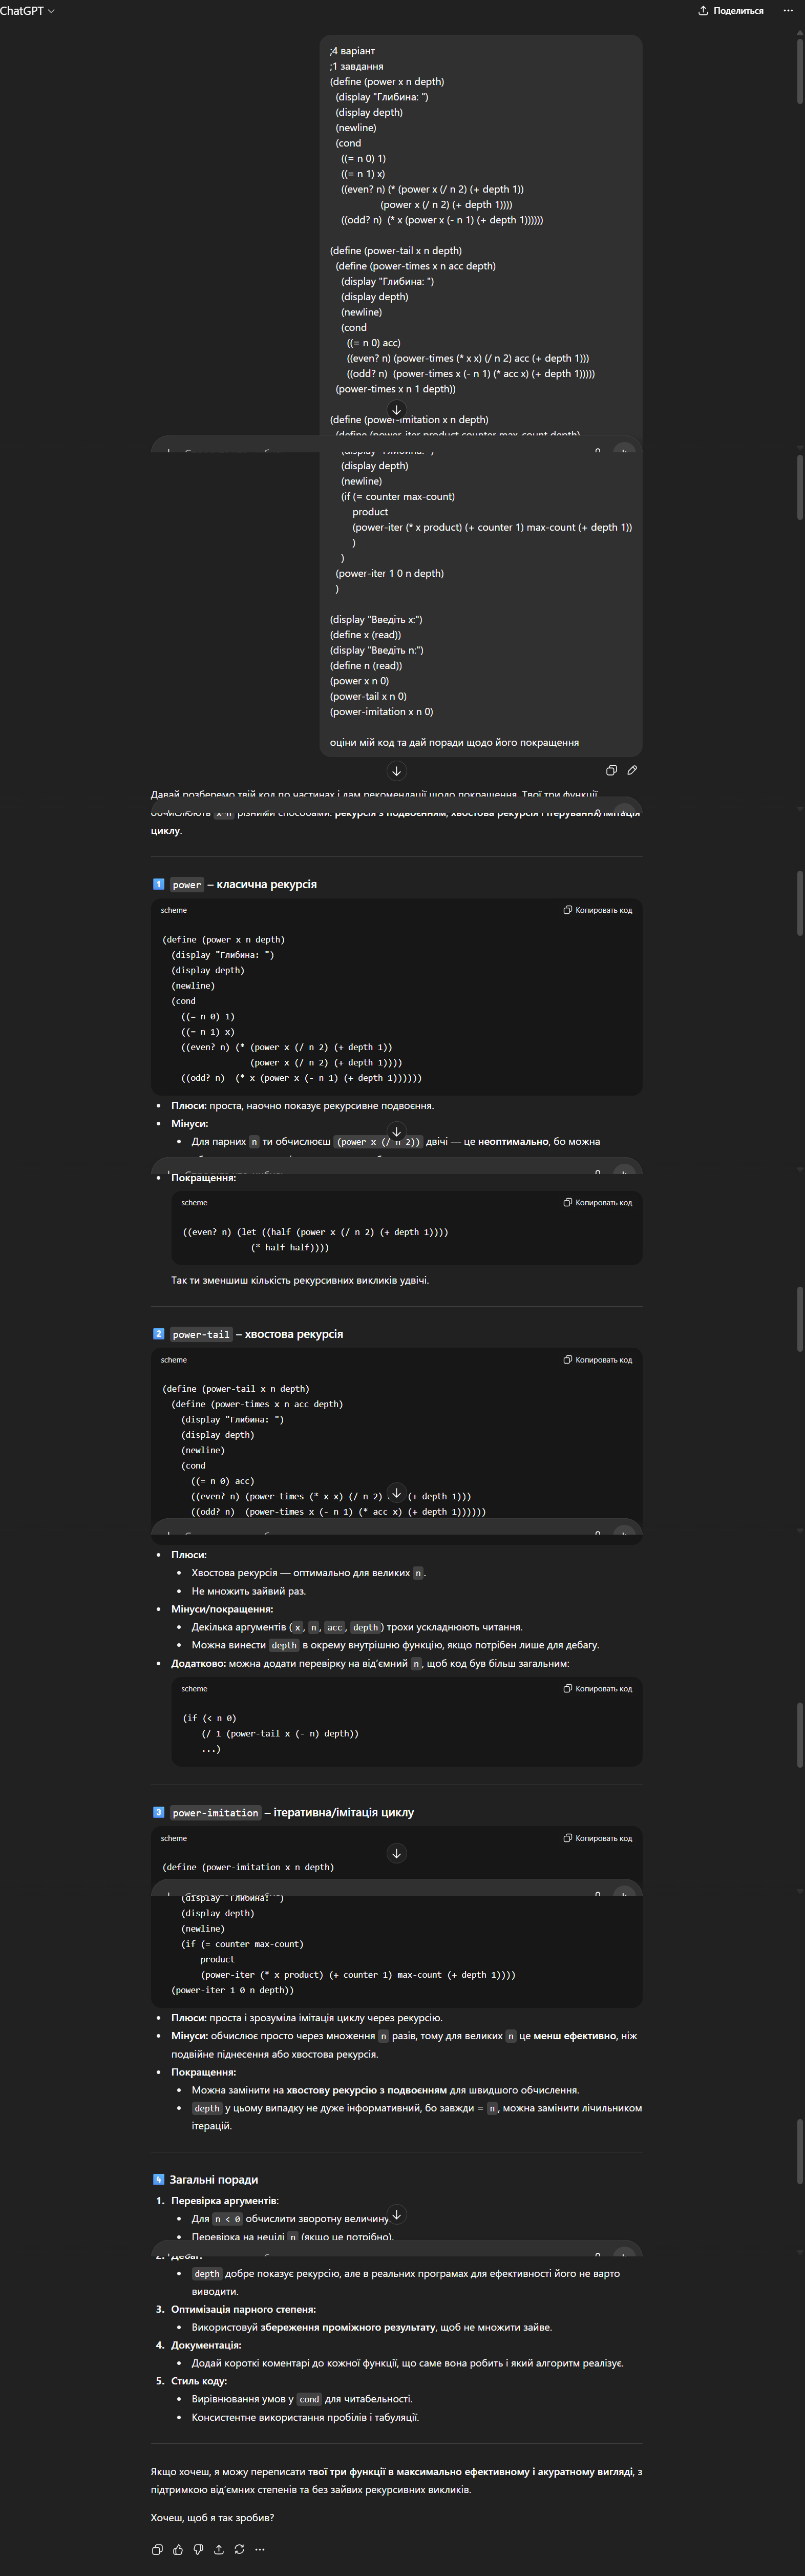 ChatGPT
Поделиться
;4 варіант
;1 завдання
(define (power x n depth)
(display "Глибина: ")
(display depth)
(newline)
(cond
((= n 0) 1)
((= n 1) x)
((even? n) (* (power x (/ n 2) (+ depth 1))
(power x (/ n 2) (+ depth 1))))
((odd? n)  (* x (power x (- n 1) (+ depth 1))))))
(define (power-tail x n depth)
(define (power-times x n acc depth)
(display "Глибина: ")
(display depth)
(newline)
(cond
((= n 0) acc)
((even? n) (power-times (* x x) (/ n 2) acc (+ depth 1)))
((odd? n)  (power-times x (- n 1) (* acc x) (+ depth 1)))))
(power-times x n 1 depth))
(define (power-imitation x n depth)
(define (power-iter product counter max-count depth)
(display "Глибина: ")
(display depth)
(newline)
(if (= counter max-count)
product
(power-iter (* x product) (+ counter 1) max-count (+ depth 1))
)
)
(power-iter 1 0 n depth)
)
(display "Введіть x:")
(define x (read))
(display "Введіть n:")
(define n (read))
(power x n 0)
(power-tail x n 0)
(power-imitation x n 0)
оціни мій код та дай поради щодо його покращення
Давай розберемо твій код по частинах і дам рекомендації щодо покращення. Твої три функції
обчислюють x^n різними способами: рекурсія з подвоєнням, хвостова рекурсія і ітерування/імітація
циклу.
1 power – класична рекурсія
scheme
Копировать код
(define (power x n depth)
(display "Глибина: ")
(display depth)
(newline)
(cond
((= n 0) 1)
((= n 1) x)
((even? n) (* (power x (/ n 2) (+ depth 1))
(power x (/ n 2) (+ depth 1))))
((odd? n)  (* x (power x (- n 1) (+ depth 1))))))
• Плюси: проста, наочно показує рекурсивне подвоєння.
• Мінуси:
• Для парних n ти обчислюєш (power x (/ n 2)) двічі — це неоптимально, бо можна
• Покращення:
scheme
Копировать код
((even? n) (let ((half (power x (/ n 2) (+ depth 1))))
(* half half))))
Так ти зменшиш кількість рекурсивних викликів удвічі.
2 power-tail – хвостова рекурсія
scheme
Копировать код
(define (power-tail x n depth)
(define (power-times x n acc depth)
(display "Глибина: ")
(display depth)
(newline)
(cond
((= n 0) acc)
((even? n) (power-times (* x x) (/ n 2) (+ depth 1)))
((odd? n)  (power-times x (- n 1) (* acc x) (+ depth 1))))))
• Плюси:
• Хвостова рекурсія — оптимально для великих n.
• Не множить зайвий раз.
• Мінуси/покращення:
• Декілька аргументів (x, n, acc, depth) трохи ускладнюють читання.
• Можна винести depth в окрему внутрішню функцію, якщо потрібен лише для дебагу.
• Додатково: можна додати перевірку на від'ємний n, щоб код був більш загальним:
scheme
Копировать код
(if (< n 0)
(/ 1 (power-tail x (- n) depth))
...)
3 power-imitation – ітеративна/імітація циклу
scheme
Копировать код
(define (power-imitation x n depth)
(display "Глибина: ")
(display depth)
(newline)
(if (= counter max-count)
product
(power-iter (* x product) (+ counter 1) max-count (+ depth 1))))
(power-iter 1 0 n depth))
• Плюси: проста і зрозуміла імітація циклу через рекурсію.
• Мінуси: обчислює просто через множення n разів, тому для великих n це менш ефективно, ніж
подвійне піднесення або хвостова рекурсія.
• Покращення:
• Можна замінити на хвостову рекурсію з подвоєнням для швидшого обчислення.
• depth у цьому випадку не дуже інформативний, бо завжди = n, можна замінити лічильником
ітерацій.
4 Загальні поради
1. Перевірка аргументів:
• Для n < 0 обчислити зворотну величину
• Перевірка на нецілі n (якщо це потрібно).
2. Дебаг:
• depth добре показує рекурсію, але в реальних програмах для ефективності його не варто
виводити.
3. Оптимізація парного степеня:
• Використовуй збереження проміжного результату, щоб не множити зайве.
4. Документація:
• Додай короткі коментарі до кожної функції, що саме вона робить і який алгоритм реалізує.
5. Стиль коду:
• Вирівнювання умов у cond для читабельності.
• Консистентне використання пробілів і табуляції.
Якщо хочеш, я можу переписати твої три функції в максимально ефективному і акуратному вигляді, з
підтримкою від'ємних степенів та без зайвих рекурсивних викликів.
Хочеш, щоб я так зробив?